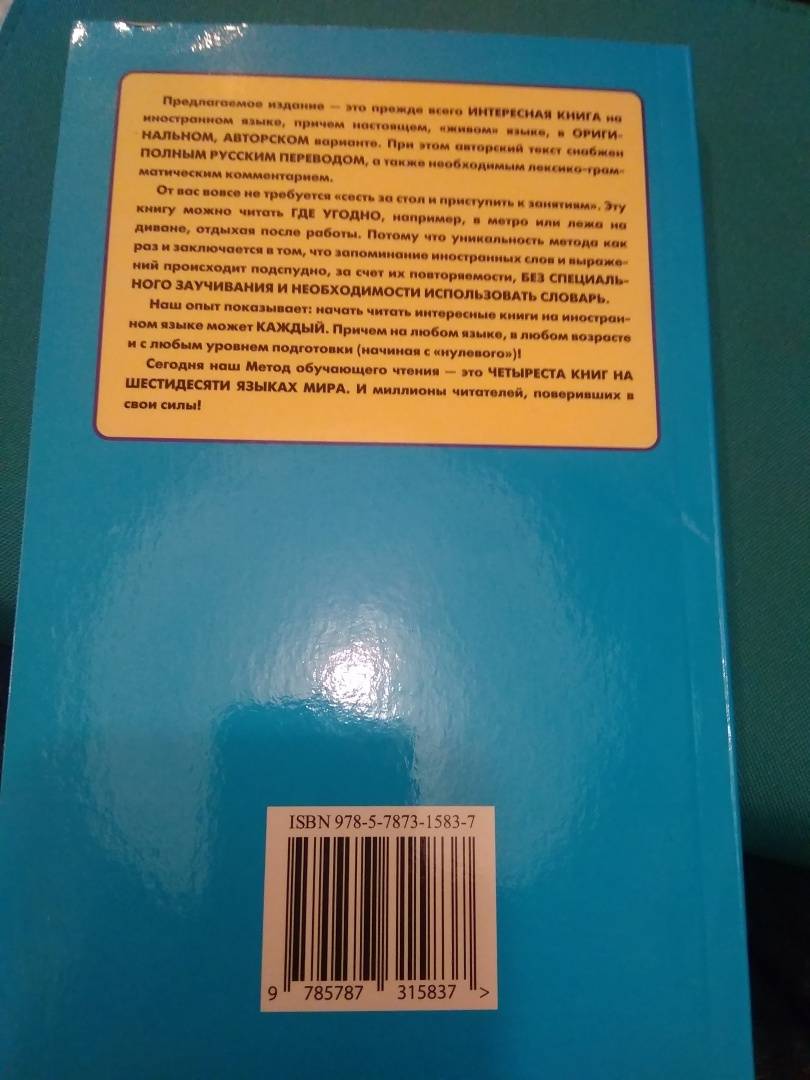 Предлагаемое издание — это прежде всего ИНТЕРЕСНАЯ КНИГА на
иностранном языке, причем настоящем, «живом» языке, в ОРИГИ-
НАЛЬНОМ, АВТОРСКОМ варианте. При этом авторский текст снабжен
ПОЛНЫМ РУССКИМ ПЕРЕВОДОМ, а также необходимым лексико-грам-
матическим комментарием.
От вас вовсе не требуется «сесть за стол и приступить к занятиям». Эту
книгу можно читать ГДЕ УГОДНО, например, в метро или лежа на
диване, отдыхая после работы. Потому что уникальность метода как
раз и заключается в том, что запоминание иностранных слов и выраже-
ний происходит подспудно, за счет их повторяемости, БЕЗ СПЕЦИАЛЬ-
НОГО ЗАУЧИВАНИЯ И НЕОБХОДИМОСТИ ИСПОЛЬЗОВАТЬ СЛОВАРЬ.
Наш опыт показывает: начать читать интересные книги на иностран-
ном языке может КАЖДЫЙ. Причем на любом языке, в любом возрасте
и с любым уровнем подготовки (начиная с «нулевого»)!
Сегодня наш Метод обучающего чтения — это ЧЕТЫРЕСТА КНИГ НА
ШЕСТИДЕСЯТИ ЯЗЫКАХ МИРА. И миллионы читателей, поверивших в
свои силы!
ISBN 978-5-7873-1583-7
9 785787 315837 >